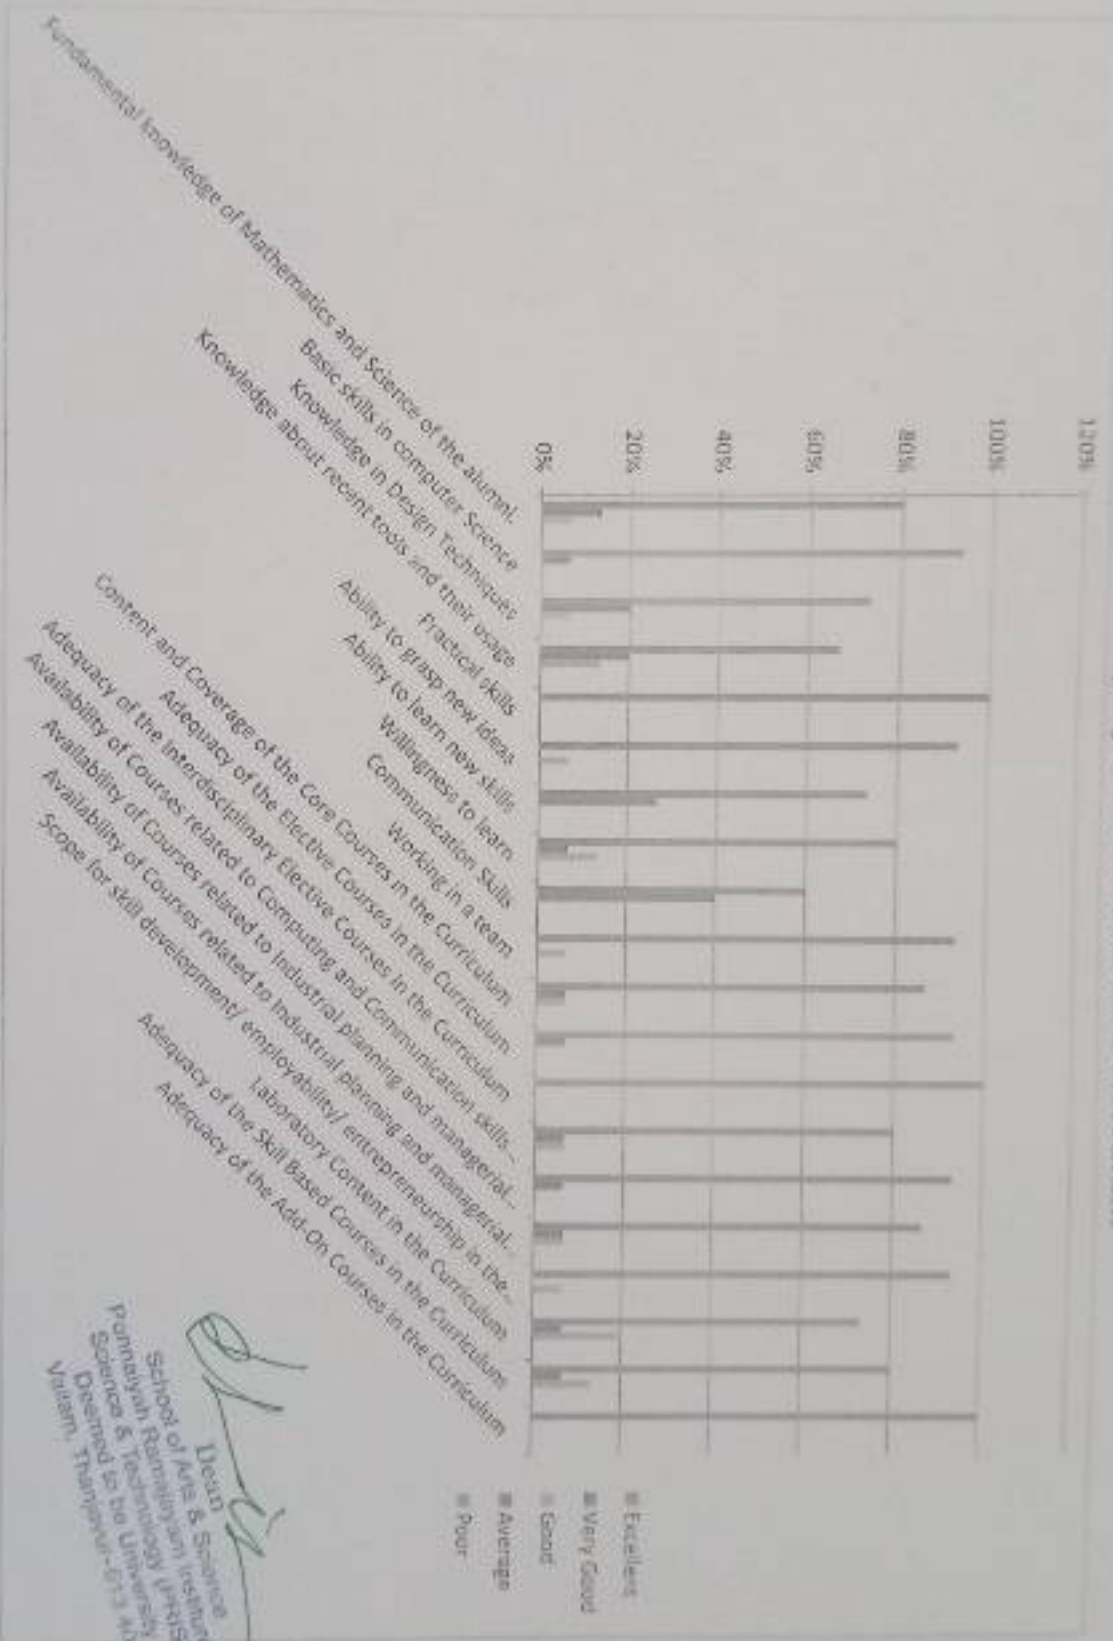 120%
100%
80%
60%
40%
20%
0%
Fundamental knowledge of Mathematics and Science of the alumni.
Basic skills in computer Science
Knowledge in Design Techniques
Knowledge about recent tools and their usage
Practical skills
Ability to grasp new ideas
Ability to learn new skills
Willingness to learn
Communication Skills
Working in a team
Content and Coverage of the Core Courses in the Curriculum
Adequacy of the Elective Courses in the Curriculum
Adequacy of the Interdisciplinary Elective Courses in the Curriculum
Availability of Courses related to Computing and Communication skills...
Availability of Courses related to Industrial planning and managerial...
Availability of Courses related to Industrial planning and managerial...
Scope for skill development/ employability/ entrepreneurship in the...
Laboratory Content in the Curriculum
Adequacy of the Skill Based Courses in the Curriculum
Adequacy of the Add-On Courses in the Curriculum
Excellent
Very Good
Good
Average
Poor
Dean
School of Arts & Science
Ponnaiyah Ramajayam Institute
Science & Technology (PRIS
Deemed to be University
Vallam, Thanjavur-613 40